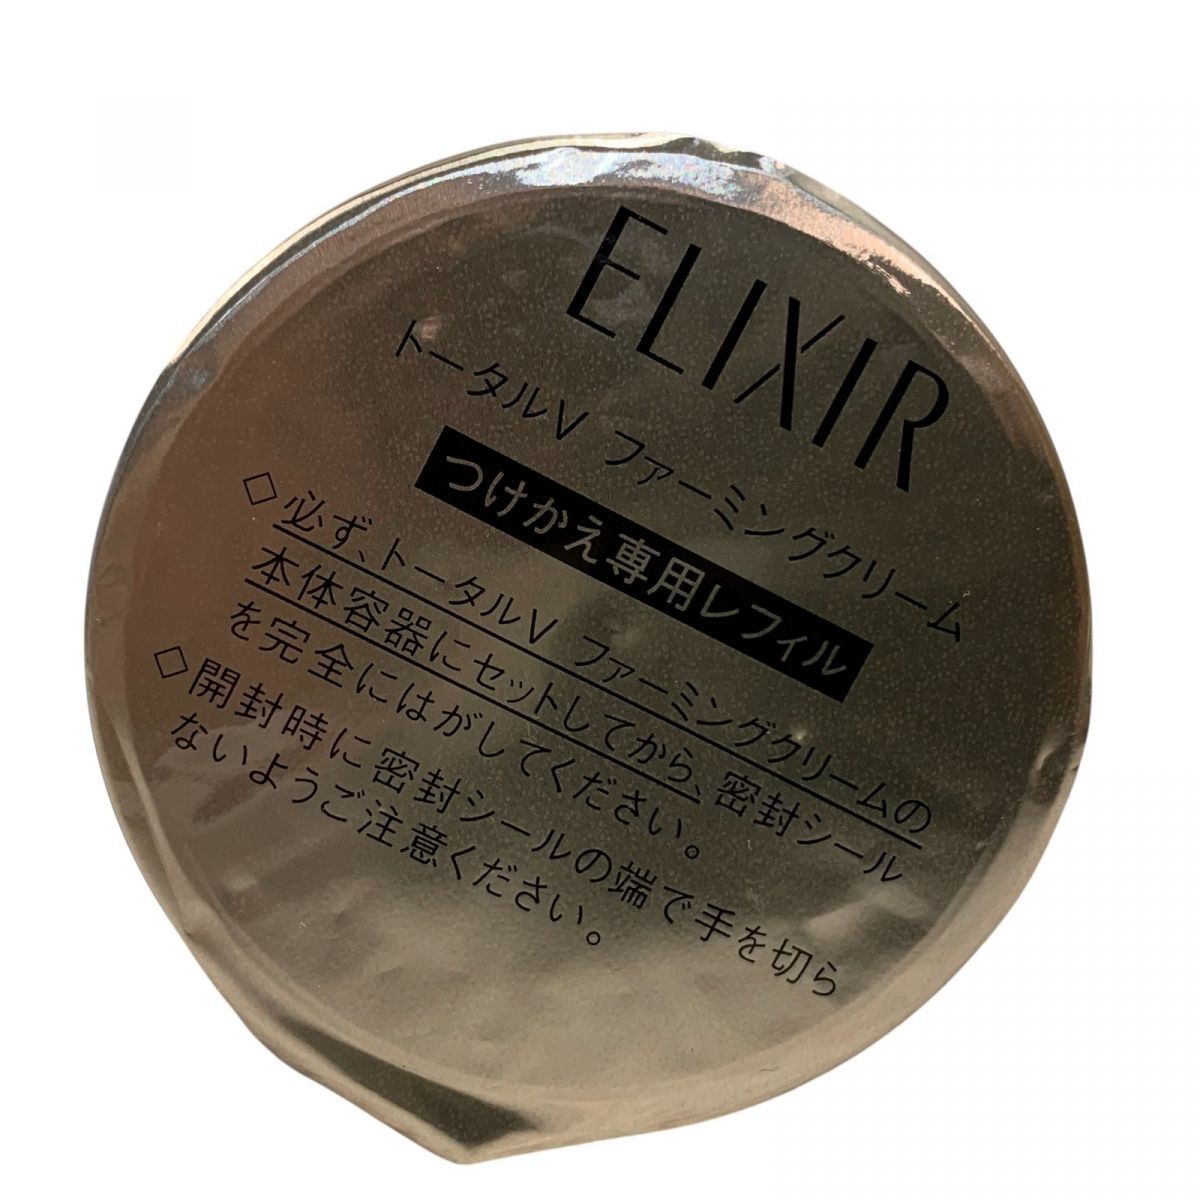 ELIXIR
トータルV ファーミングクリーム
つけかえ専用レフィル
◇必ず、トータルV ファーミングクリームの
本体容器にセットしてから、密封シール
を完全にはがしてください。
◇開封時に密封シールの端で手を切ら
ないようご注意ください。